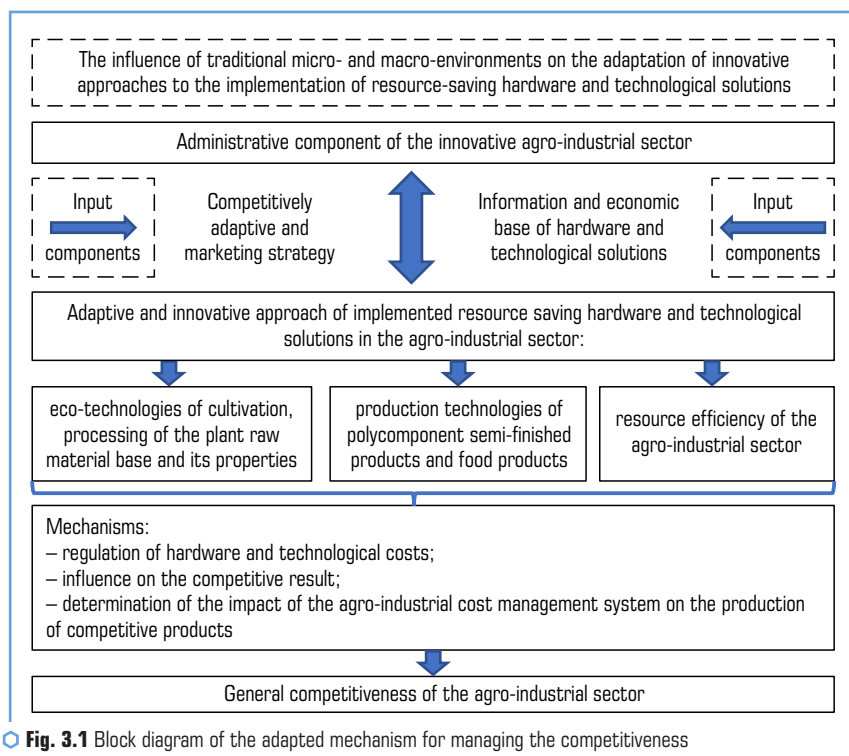 The influence of traditional micro- and macro-environments on the adaptation of innovative
approaches to the implementation of resource-saving hardware and technological solutions
Administrative component of the innovative agro-industrial sector
Input
components
Competitively
adaptive and
marketing strategy
Information and economic
base of hardware and
technological solutions
Input
components
Adaptive and innovative approach of implemented resource saving hardware and technological
solutions in the agro-industrial sector:
eco-technologies of cultivation,
processing of the plant raw
material base and its properties
production technologies of
polycomponent semi-finished
products and food products
resource efficiency of the
agro-industrial sector
Mechanisms:
– regulation of hardware and technological costs;
– influence on the competitive result;
– determination of the impact of the agro-industrial cost management system on the production
of competitive products
General competitiveness of the agro-industrial sector
Fig. 3.1 Block diagram of the adapted mechanism for managing the competitiveness